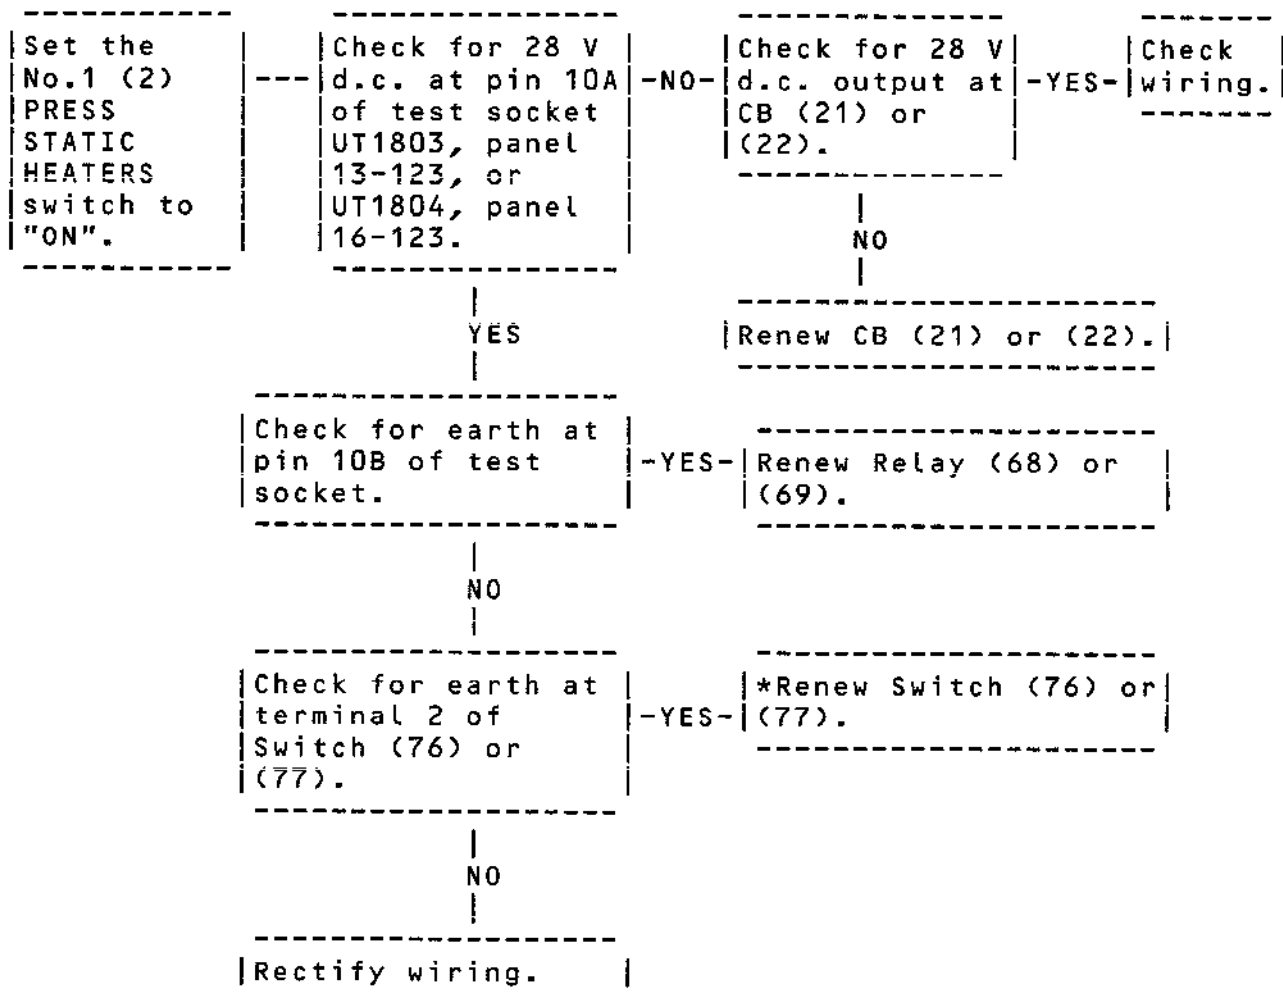 Set the
No.1 (2)
PRESS
STATIC
HEATERS
switch to
"ON".
Check for 28 V
d.c. at pin 10A
of test socket
UT1803, panel
13-123, or
UT1804, panel
16-123.
NO
Check for 28 V
d.c. output at
CB (21) or
(22).
YES
Check
wiring.
NO
Renew CB (21) or (22).
YES
Check for earth at
pin 10B of test
socket.
YES
Renew Relay (68) or
(69).
NO
Check for earth at
terminal 2 of
Switch (76) or
(77).
YES
*Renew Switch (76) or
(77).
NO
Rectify wiring.